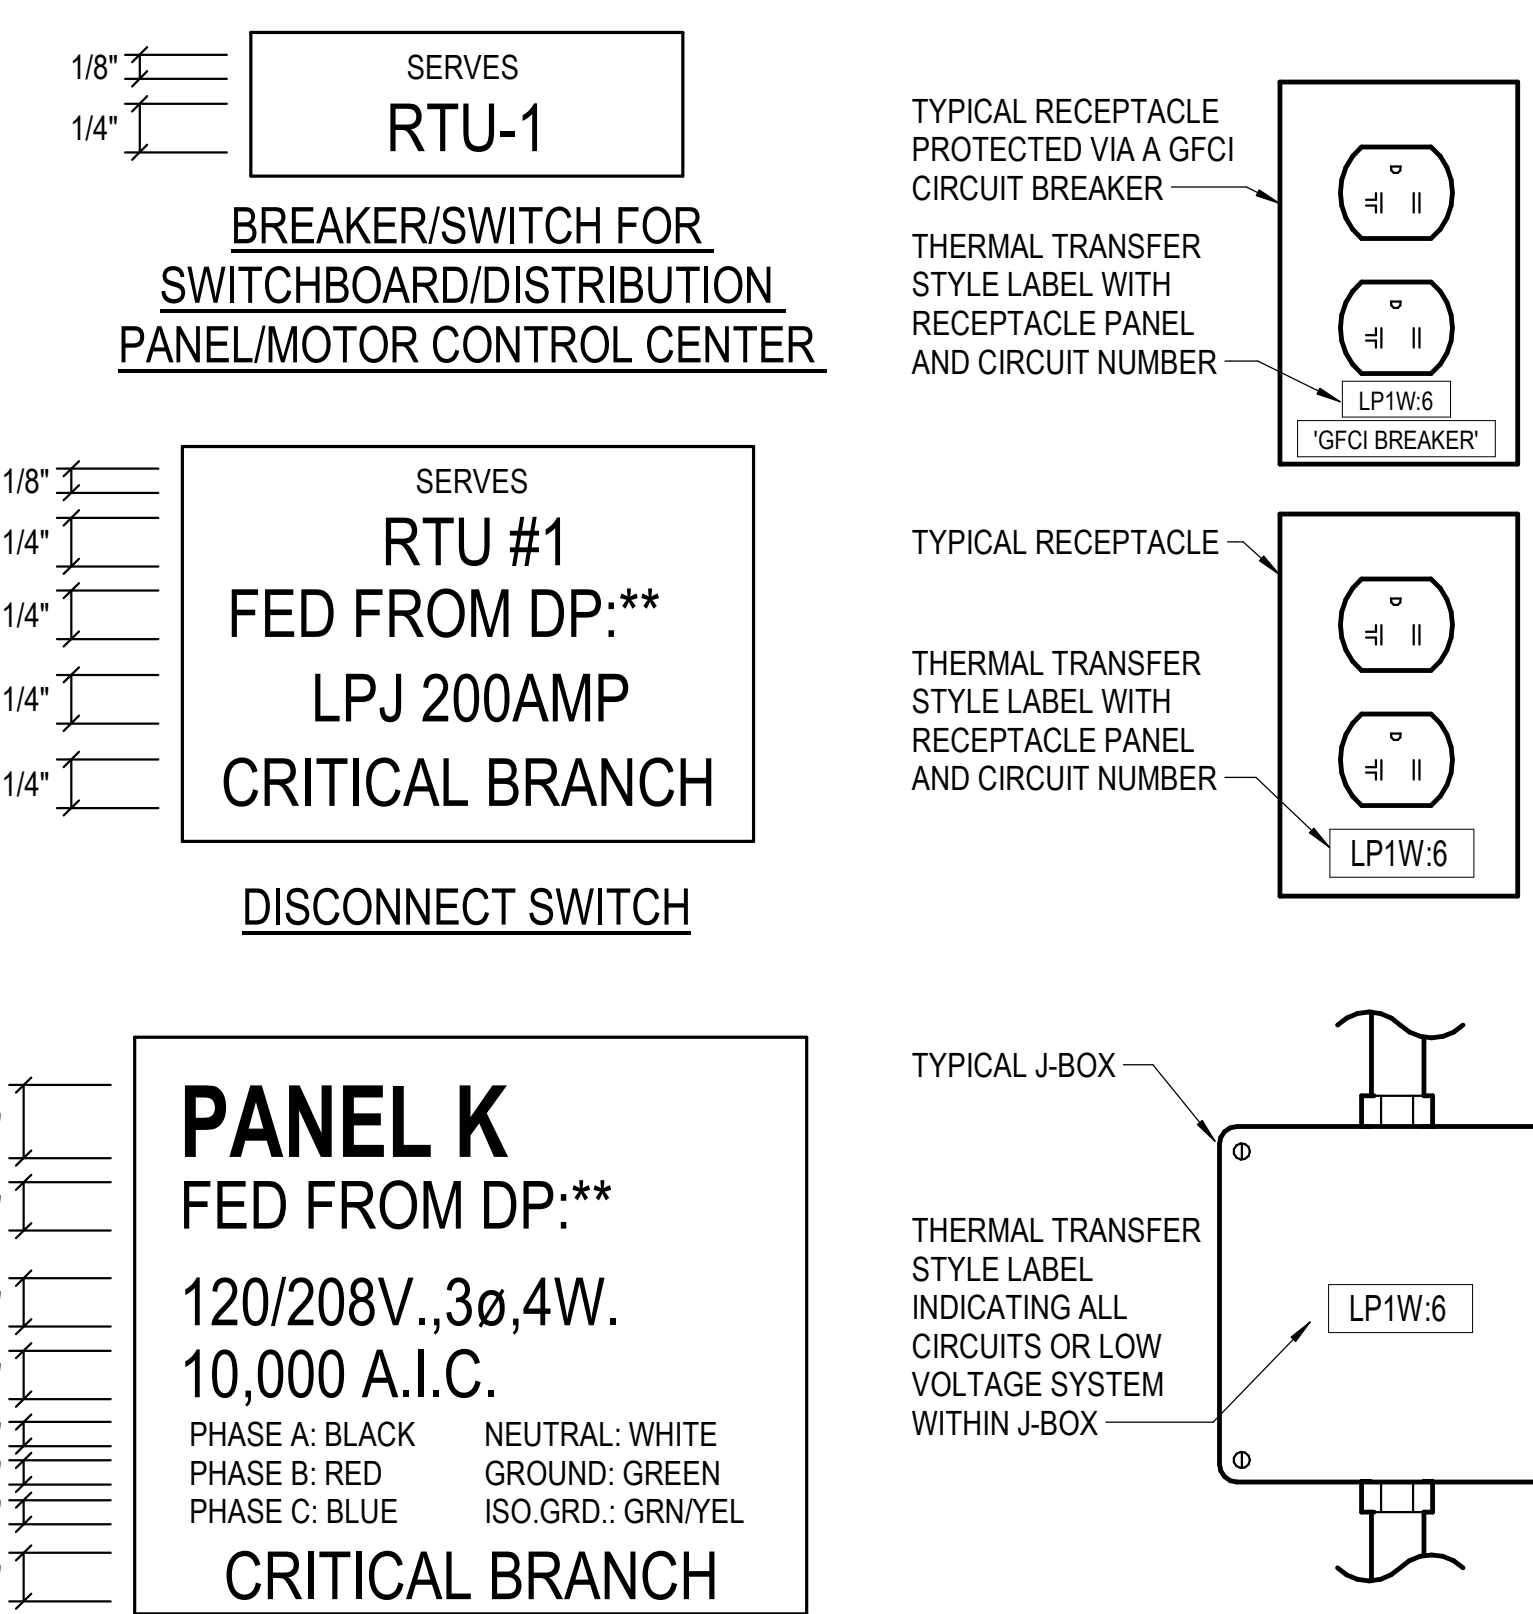 1/8"
1/4"
SERVES
RTU-1
BREAKER/SWITCH FOR
SWITCHBOARD/DISTRIBUTION
PANEL/MOTOR CONTROL CENTER
1/8"
1/4"
1/4"
1/4"
1/4"
SERVES
RTU #1
FED FROM DP:**
LPJ 200AMP
CRITICAL BRANCH
DISCONNECT SWITCH
PANEL K
FED FROM DP:**
120/208V.,3ø,4W.
10,000 A.I.C.
PHASE A: BLACK NEUTRAL: WHITE
PHASE B: RED GROUND: GREEN
PHASE C: BLUE ISO.GRD.: GRN/YEL
CRITICAL BRANCH
TYPICAL RECEPTACLE
PROTECTED VIA A GFCI
CIRCUIT BREAKER
THERMAL TRANSFER
STYLE LABEL WITH
RECEPTACLE PANEL
AND CIRCUIT NUMBER
LP1W:6
'GFCI BREAKER'
TYPICAL RECEPTACLE
THERMAL TRANSFER
STYLE LABEL WITH
RECEPTACLE PANEL
AND CIRCUIT NUMBER
LP1W:6
TYPICAL J-BOX
THERMAL TRANSFER
STYLE LABEL
INDICATING ALL
CIRCUITS OR LOW
VOLTAGE SYSTEM
WITHIN J-BOX
LP1W:6